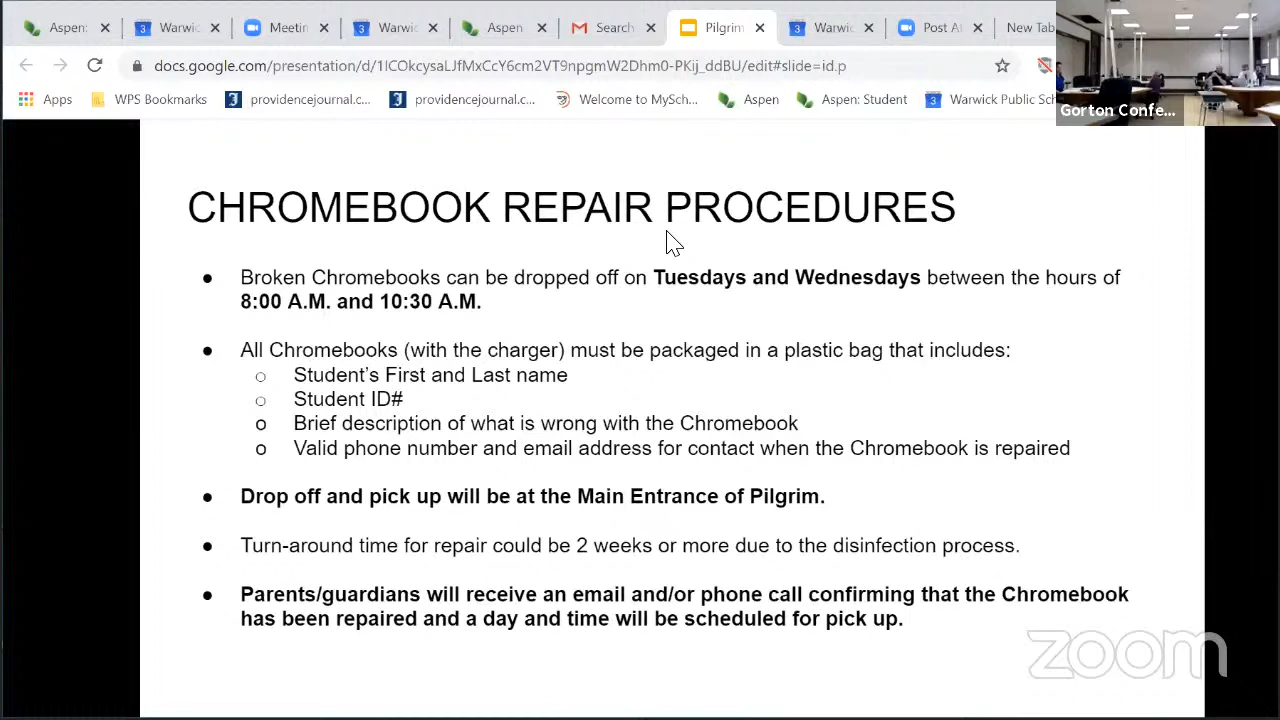 Aspen
Warwic
Meetin
Warwic
Aspen
Search
Pilgrim
Warwic
Post At
New Tab
docs.google.com/presentation/d/1ICOkcysaLJfMxCcY6cm2VT9npgmW2Dhm0-PKij_ddBU/edit#slide=id.p
Apps
WPS Bookmarks
providencejournal.c...
providencejournal.c...
Welcome to MySch...
Aspen
Aspen: Student
Warwick Public Sch
Gorton Confe...
CHROMEBOOK REPAIR PROCEDURES
● Broken Chromebooks can be dropped off on Tuesdays and Wednesdays between the hours of
8:00 A.M. and 10:30 A.M.
● All Chromebooks (with the charger) must be packaged in a plastic bag that includes:
○ Student's First and Last name
○ Student ID#
○ Brief description of what is wrong with the Chromebook
○ Valid phone number and email address for contact when the Chromebook is repaired
● Drop off and pick up will be at the Main Entrance of Pilgrim.
● Turn-around time for repair could be 2 weeks or more due to the disinfection process.
● Parents/guardians will receive an email and/or phone call confirming that the Chromebook
has been repaired and a day and time will be scheduled for pick up.
zoom